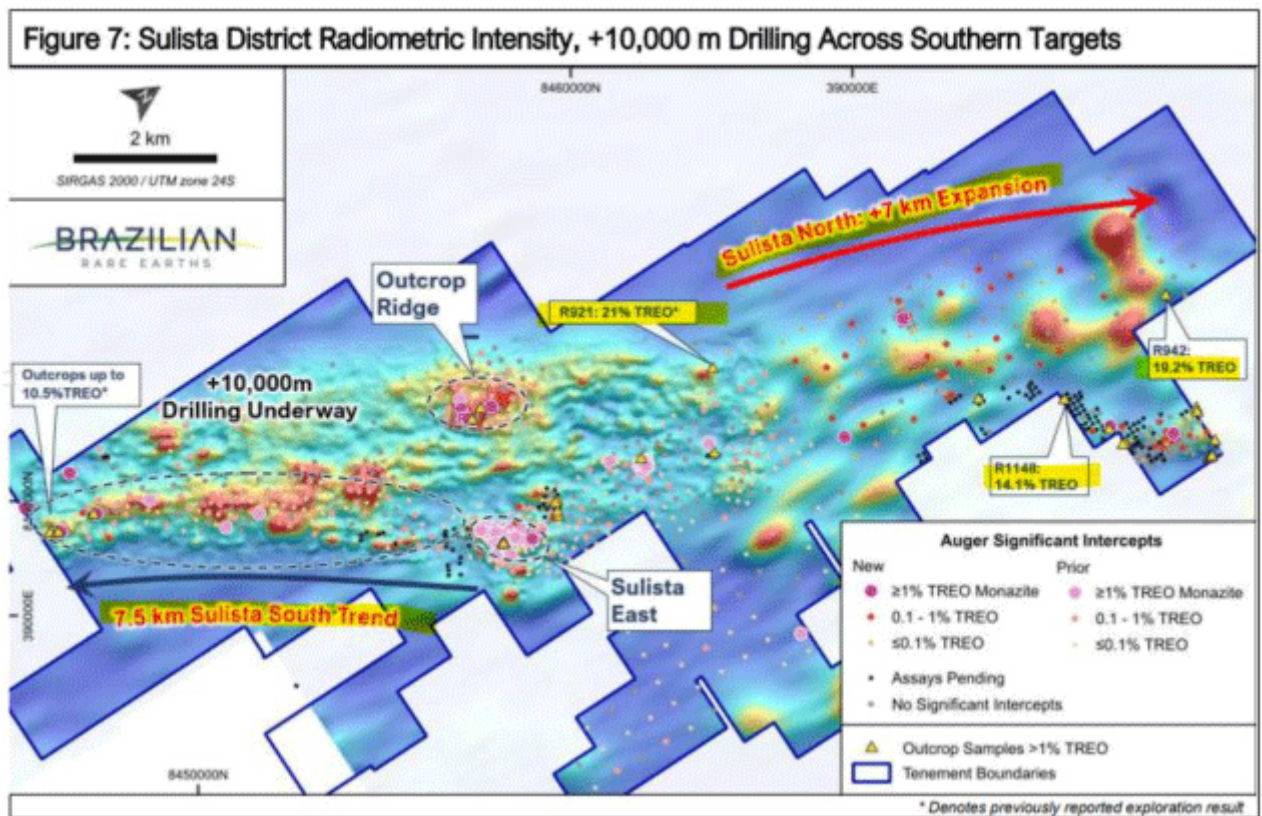 Figure 7: Sulista District Radiometric Intensity, +10,000 m Drilling Across Southern Targets
8460000N
390000E
N
2 km
SIRGAS 2000 / UTM zone 24S
BRAZILIAN
RARE EARTHS
Sulista North: +7 km Expansion
Outcrop
Ridge
R921: 21% TREO*
R942:
19.2% TREO
Outcrops up to
10.5%TREO*
+10,000m
Drilling Underway
R1148:
14.1% TREO
Sulista
East
7.5 km Sulista South Trend
390000E
8450000N
Auger Significant Intercepts
New
Prior
≥1% TREO Monazite
≥1% TREO Monazite
0.1 - 1% TREO
0.1 - 1% TREO
≤0.1% TREO
≤0.1% TREO
Assays Pending
No Significant Intercepts
Outcrop Samples >1% TREO
Tenement Boundaries
* Denotes previously reported exploration result